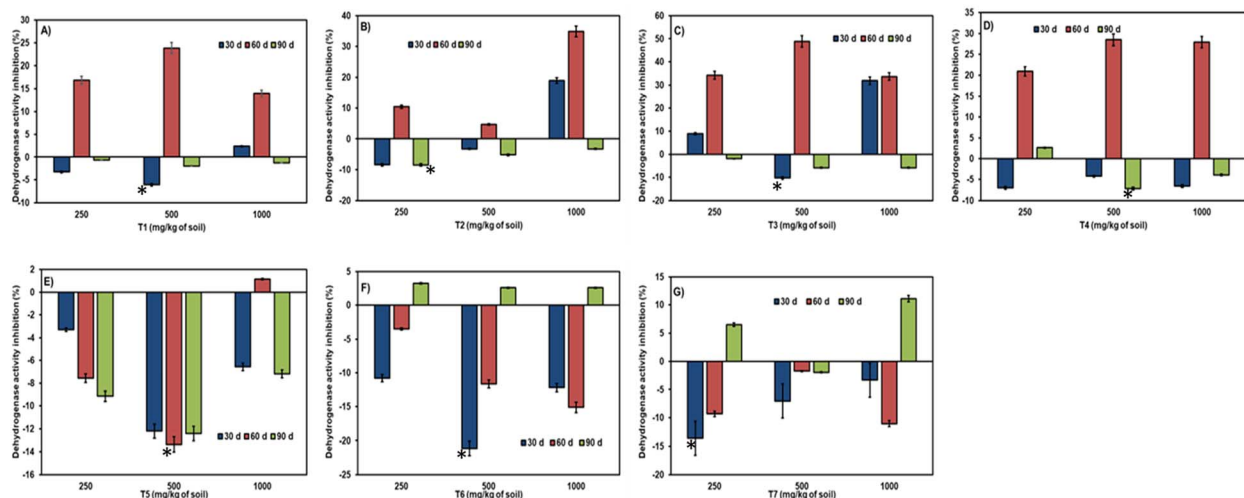 A)
Dehydrogenase activity inhibition (%)
30
25
20
15
10
5
0
-5
-10
30 d 60 d 90 d
*
250 500 1000
T1 (mg/kg of soil)
B)
Dehydrogenase activity inhibition (%)
40
30
20
10
0
-10
-20
30 d 60 d 90 d
*
250 500 1000
T2 (mg/kg of soil)
C)
Dehydrogenase activity inhibition (%)
60
50
40
30
20
10
0
-10
-20
30 d 60 d 90 d
*
250 500 1000
T3 (mg/kg of soil)
D)
Dehydrogenase activity inhibition (%)
35
30
25
20
15
10
5
0
-5
-10
30 d 60 d 90 d
*
250 500 1000
T4 (mg/kg of soil)
E)
Dehydrogenase activity inhibition (%)
2
0
-2
-4
-6
-8
-10
-12
-14
-16
30 d 60 d 90 d
*
250 500 1000
T5 (mg/kg of soil)
F)
Dehydrogenase activity inhibition (%)
5
0
-5
-10
-15
-20
-25
30 d 60 d 90 d
*
250 500 1000
T6 (mg/kg of soil)
G)
Dehydrogenase activity inhibition (%)
15
10
5
0
-5
-10
-15
-20
30 d 60 d 90 d
*
250 500 1000
T7 (mg/kg of soil)